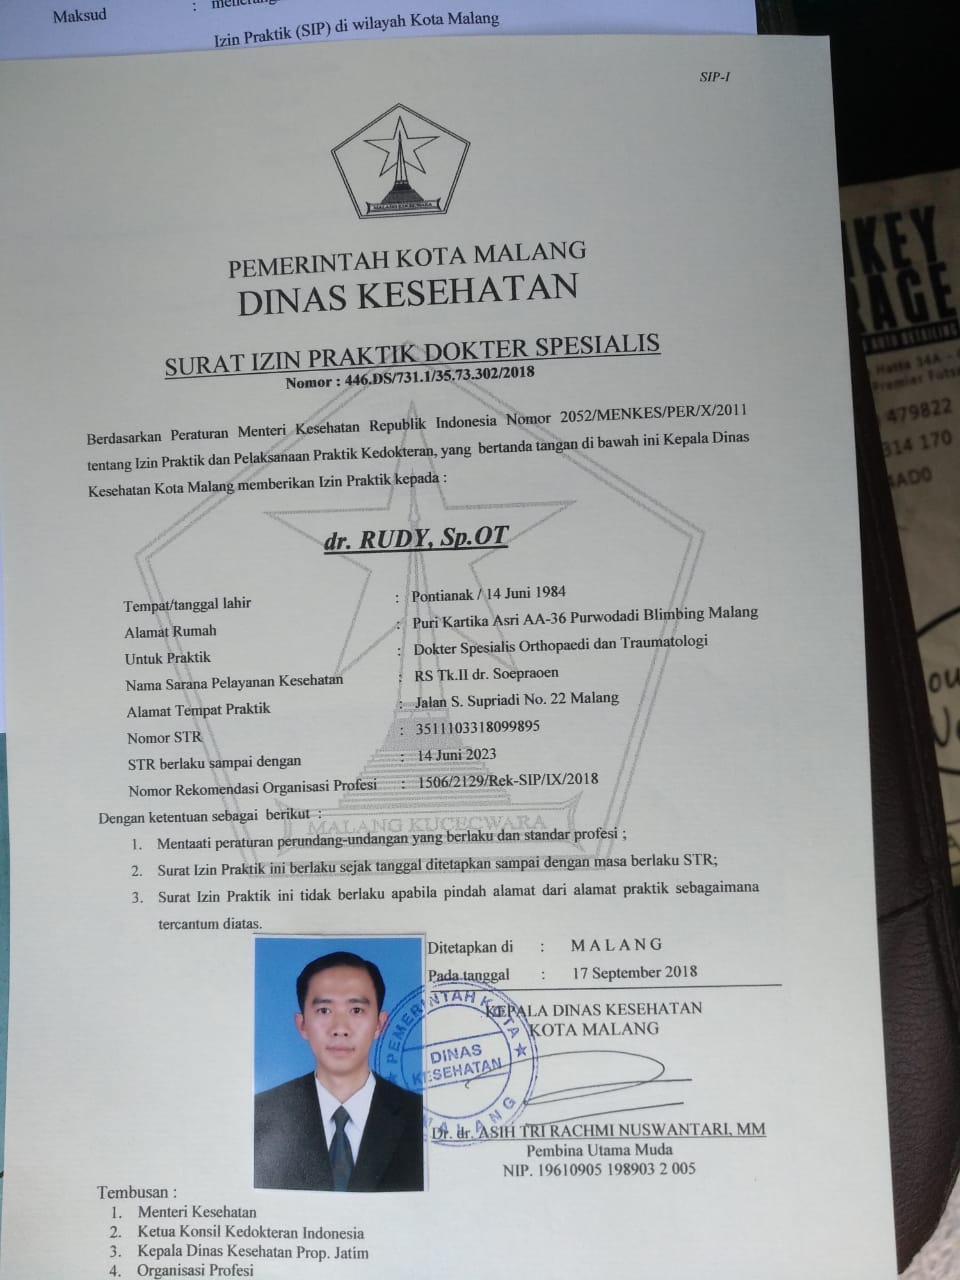 Maksud :
Izin Praktik (SIP) di wilayah Kota Malang
SIP-I
MALANG KUCECWARA
PEMERINTAH KOTA MALANG
DINAS KESEHATAN
SURAT IZIN PRAKTIK DOKTER SPESIALIS
Nomor : 446.DS/731.1/35.73.302/2018
Berdasarkan Peraturan Menteri Kesehatan Republik Indonesia Nomor 2052/MENKES/PER/X/2011
tentang Izin Praktik dan Pelaksanaan Praktik Kedokteran, yang bertanda tangan di bawah ini Kepala Dinas
Kesehatan Kota Malang memberikan Izin Praktik kepada :
dr. RUDY, Sp.OT
Tempat/tanggal lahir : Pontianak / 14 Juni 1984
Alamat Rumah : Puri Kartika Asri AA-36 Purwodadi Blimbing Malang
Untuk Praktik : Dokter Spesialis Orthopaedi dan Traumatologi
Nama Sarana Pelayanan Kesehatan : RS Tk.II dr. Soepraoen
Alamat Tempat Praktik : Jalan S. Supriadi No. 22 Malang
Nomor STR : 3511103318099895
STR berlaku sampai dengan : 14 Juni 2023
Nomor Rekomendasi Organisasi Profesi : 1506/2129/Rek-SIP/IX/2018
Dengan ketentuan sebagai berikut :
MALANG KUCECWARA
1. Mentaati peraturan perundang-undangan yang berlaku dan standar profesi ;
2. Surat Izin Praktik ini berlaku sejak tanggal ditetapkan sampai dengan masa berlaku STR;
3. Surat Izin Praktik ini tidak berlaku apabila pindah alamat dari alamat praktik sebagaimana
tercantum diatas.
Ditetapkan di : M A L A N G
Pada tanggal : 17 September 2018
KEPALA DINAS KESEHATAN
KOTA MALANG
PEMERINTAH KOTA
DINAS
KESEHATAN
MALANG
Dr. dr. ASIH TRI RACHMI NUSWANTARI, MM
Pembina Utama Muda
NIP. 19610905 198903 2 005
Tembusan :
1. Menteri Kesehatan
2. Ketua Konsil Kedokteran Indonesia
3. Kepala Dinas Kesehatan Prop. Jatim
4. Organisasi Profesi
KEY
RAGE
AUTO DETAILING
Hatta 34A
Premier
479822
314 170